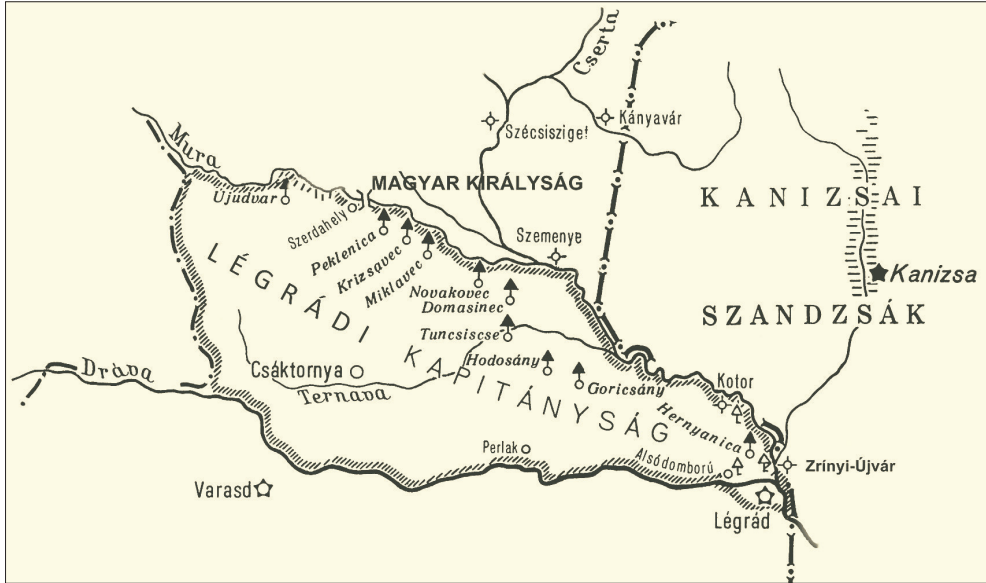 Cserta
Mura
Szécsisziget
Kányavár
MAGYAR KIRÁLYSÁG
KANIZSAI
Újudvar
Szerdahely
Peklenica
Krizsavec
Miklavec
Szemenye
LÉGRÁDI
Kanizsa
Novakovec
Domasinec
SZANDZSÁK
Tuncsiscse
Hodosány
KAPITÁNYSÁG
Goricsány
Csáktornya
Dráva
Ternava
Kotor
Hernyanica
Perlak
Alsódomború
Zrínyi-Újvár
Varasd
Légrád